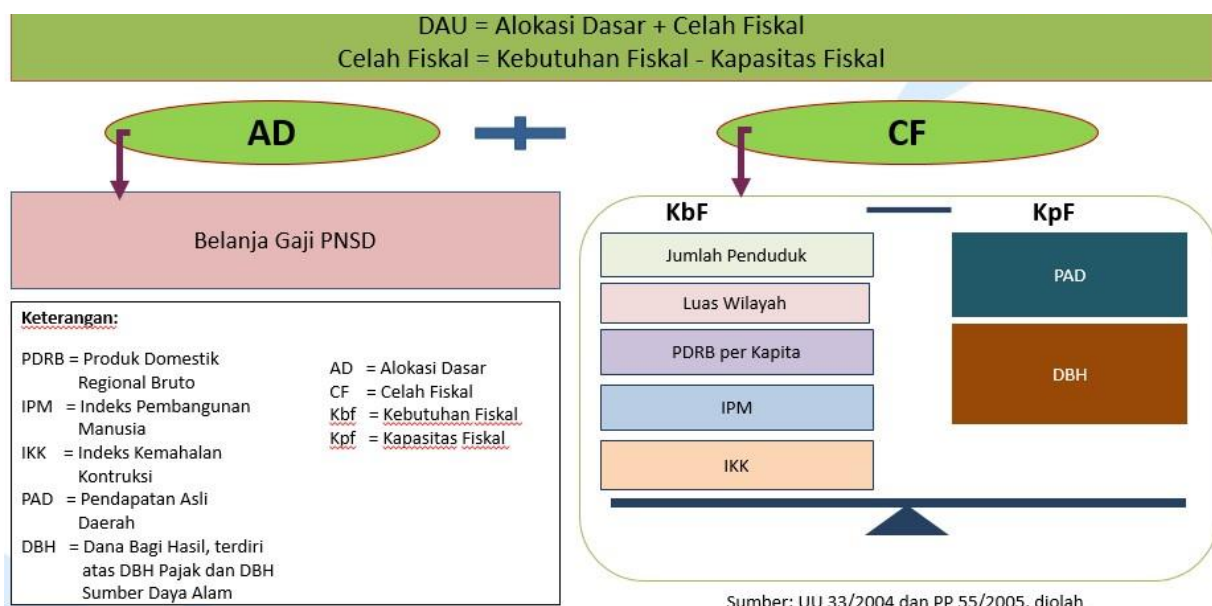 DAU = Alokasi Dasar + Celah Fiskal
Celah Fiskal = Kebutuhan Fiskal - Kapasitas Fiskal
AD
CF
Belanja Gaji PNSD
KbF
KpF
Jumlah Penduduk
Luas Wilayah
PDRB per Kapita
IPM
IKK
PAD
DBH
Keterangan:
PDRB = Produk Domestik
Regional Bruto
IPM = Indeks Pembangunan
Manusia
IKK = Indeks Kemahalan
Kontruksi
PAD = Pendapatan Asli
Daerah
DBH = Dana Bagi Hasil, terdiri
atas DBH Pajak dan DBH
Sumber Daya Alam
AD = Alokasi Dasar
CF = Celah Fiskal
Kbf = Kebutuhan Fiskal
Kpf = Kapasitas Fiskal
Sumber: UU 33/2004 dan PP 55/2005, diolah